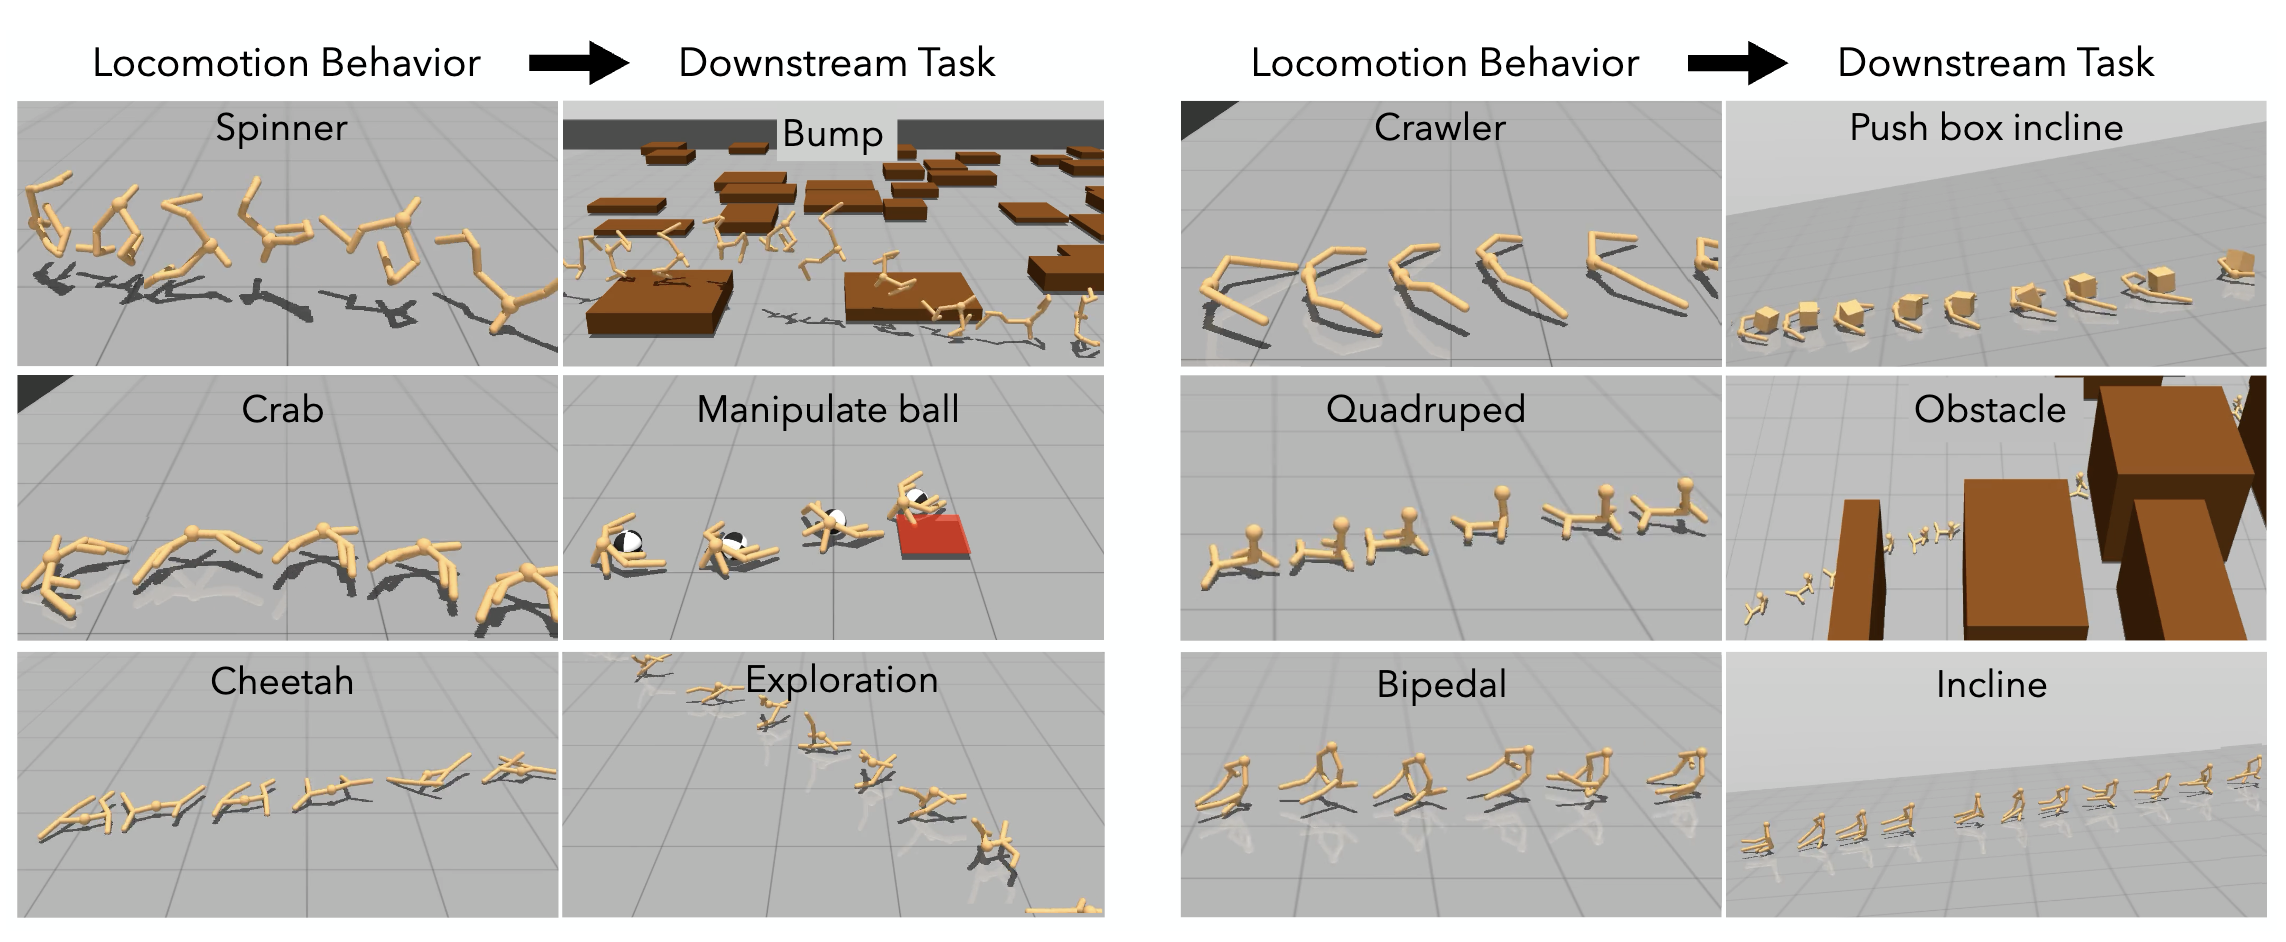 Locomotion Behavior
Downstream Task
Spinner
Bump
Crab
Manipulate ball
Cheetah
Exploration
Locomotion Behavior
Downstream Task
Crawler
Push box incline
Quadruped
Obstacle
Bipedal
Incline